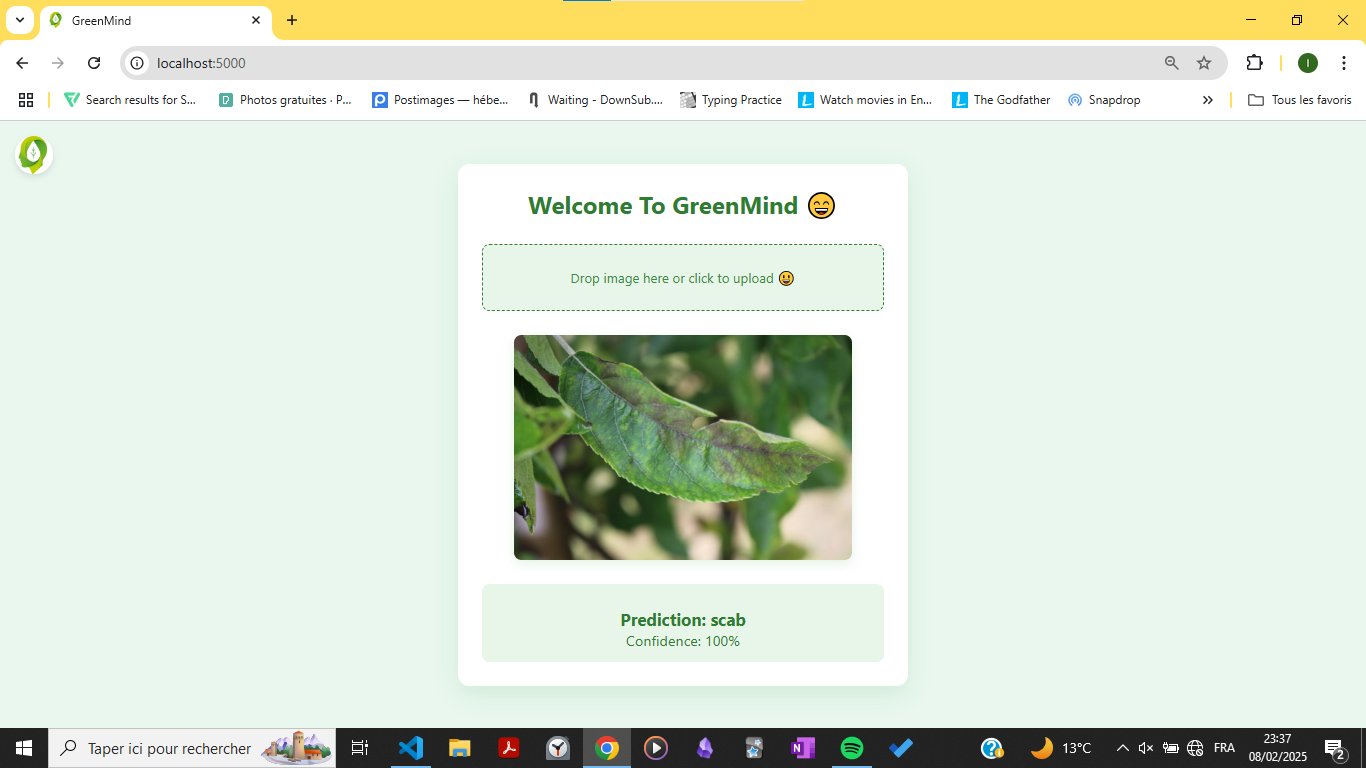 GreenMind
localhost:5000
Search results for S...
Photos gratuites · P...
Postimages — hébe...
Waiting - DownSub....
Typing Practice
Watch movies in En...
The Godfather
Snapdrop
Tous les favoris
Welcome To GreenMind 😄
Drop image here or click to upload 😃
Prediction: scab
Confidence: 100%
Taper ici pour rechercher
13°C
FRA
23:37
08/02/2025
2